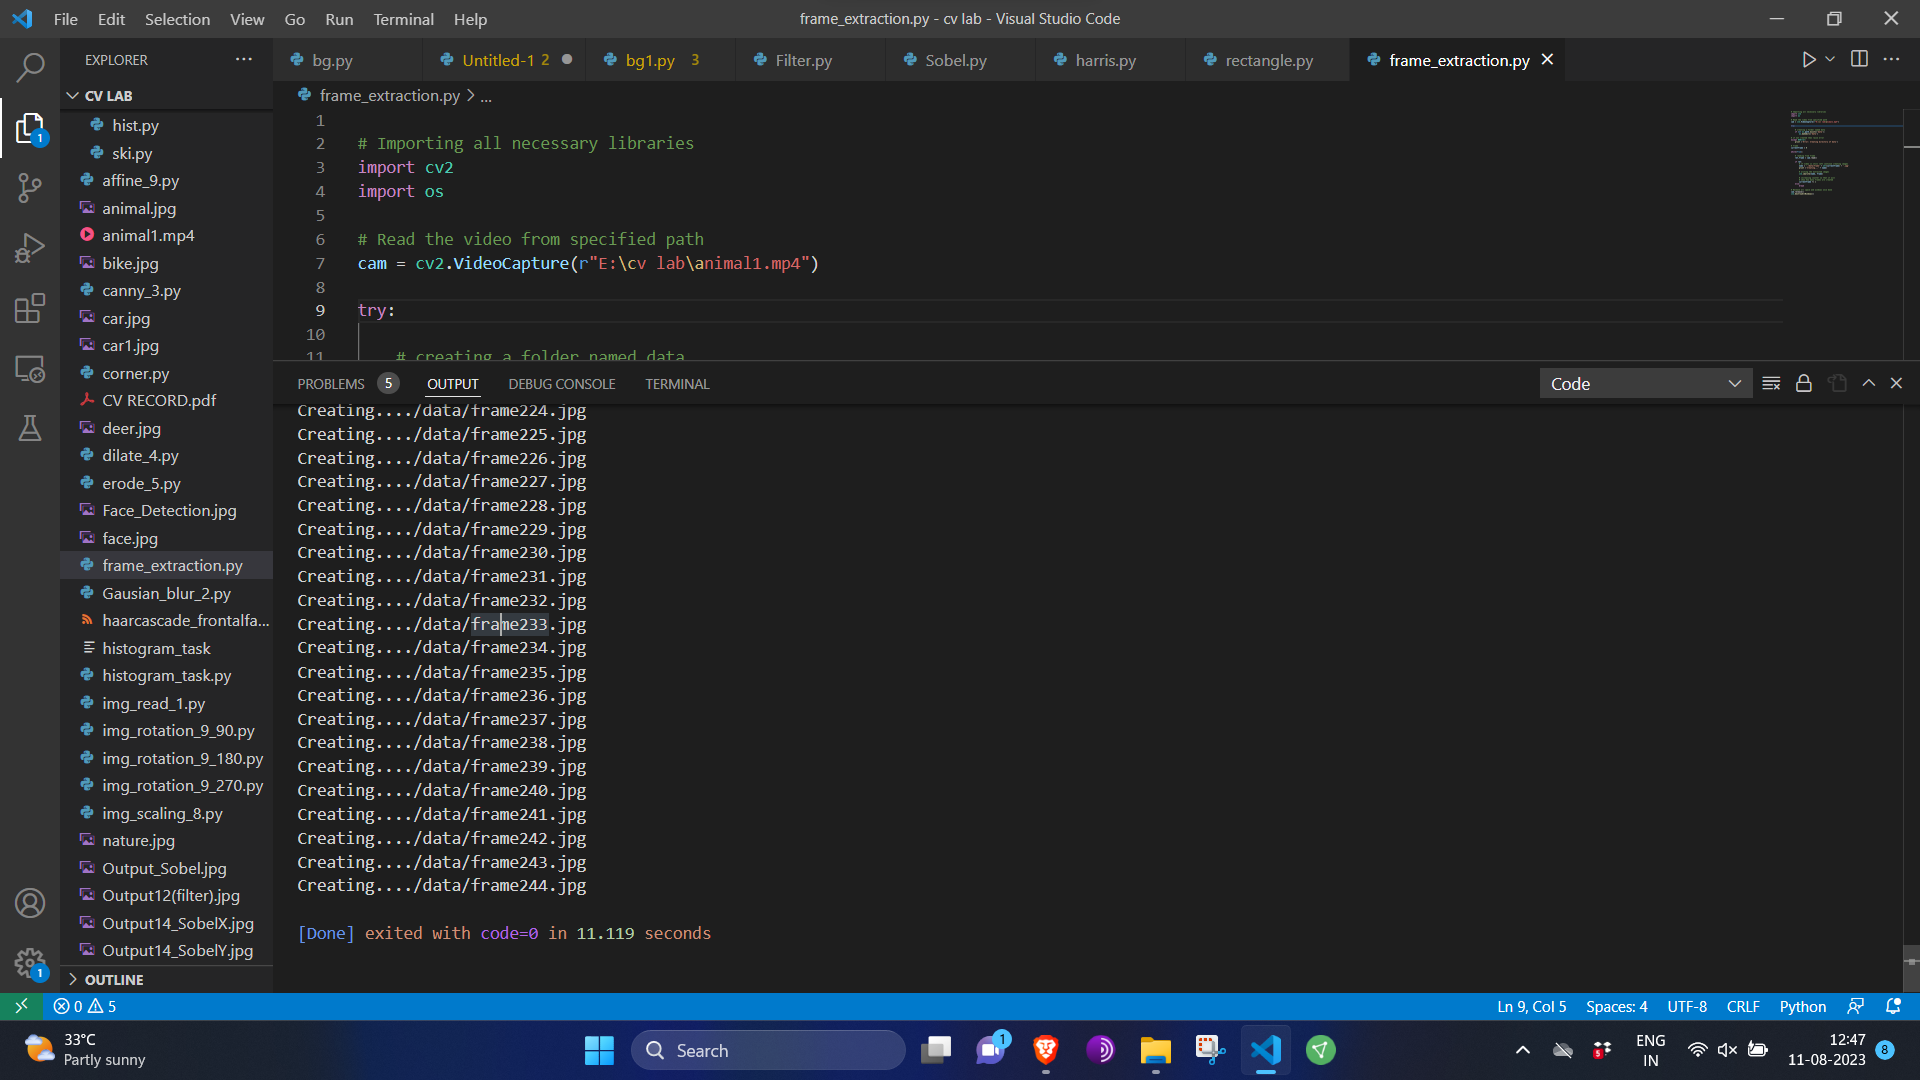 File Edit Selection View Go Run Terminal Help
frame_extraction.py - cv lab - Visual Studio Code
EXPLORER
bg.py
Untitled-1 2
bg1.py 3
Filter.py
Sobel.py
harris.py
rectangle.py
frame_extraction.py
CV LAB
hist.py
ski.py
affine_9.py
animal.jpg
animal1.mp4
bike.jpg
canny_3.py
car.jpg
car1.jpg
corner.py
CV RECORD.pdf
deer.jpg
dilate_4.py
erode_5.py
Face_Detection.jpg
face.jpg
frame_extraction.py
Gausian_blur_2.py
haarcascade_frontalfa...
histogram_task
histogram_task.py
img_read_1.py
img_rotation_9_90.py
img_rotation_9_180.py
img_rotation_9_270.py
img_scaling_8.py
nature.jpg
Output_Sobel.jpg
Output12(filter).jpg
Output14_SobelX.jpg
Output14_SobelY.jpg
OUTLINE
1
1
frame_extraction.py > ...
1
2 # Importing all necessary libraries
3 import cv2
4 import os
5
6 # Read the video from specified path
7 cam = cv2.VideoCapture(r"E:\cv lab\animal1.mp4")
8
9 try:
10
11 # creating a folder named data
PROBLEMS 5 OUTPUT DEBUG CONSOLE TERMINAL
Code
Creating..../data/frame224.jpg
Creating..../data/frame225.jpg
Creating..../data/frame226.jpg
Creating..../data/frame227.jpg
Creating..../data/frame228.jpg
Creating..../data/frame229.jpg
Creating..../data/frame230.jpg
Creating..../data/frame231.jpg
Creating..../data/frame232.jpg
Creating..../data/frame233.jpg
Creating..../data/frame234.jpg
Creating..../data/frame235.jpg
Creating..../data/frame236.jpg
Creating..../data/frame237.jpg
Creating..../data/frame238.jpg
Creating..../data/frame239.jpg
Creating..../data/frame240.jpg
Creating..../data/frame241.jpg
Creating..../data/frame242.jpg
Creating..../data/frame243.jpg
Creating..../data/frame244.jpg
[Done] exited with code=0 in 11.119 seconds
0 5
Ln 9, Col 5 Spaces: 4 UTF-8 CRLF Python
33°C
Partly sunny
Search
1
5
ENG
IN
12:47
11-08-2023
8